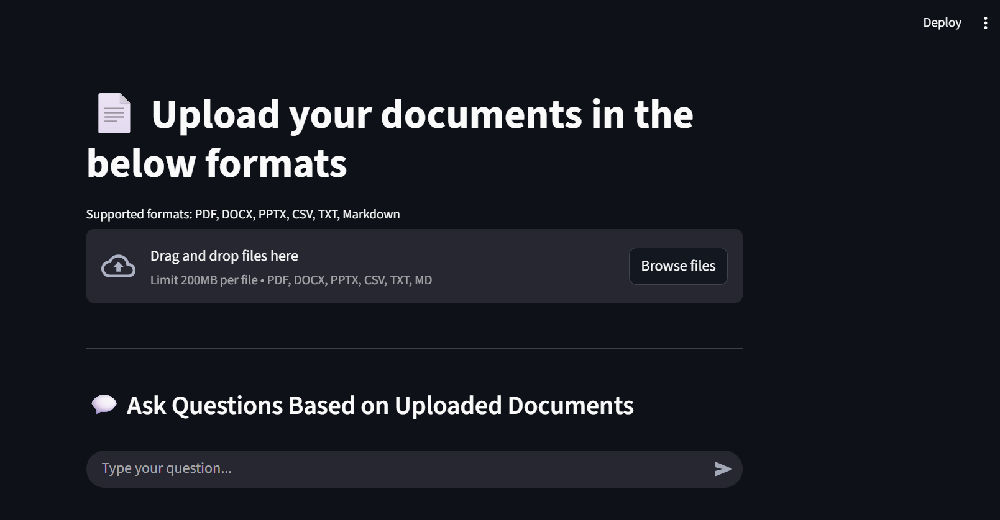 Deploy
Upload your documents in the
below formats
Supported formats: PDF, DOCX, PPTX, CSV, TXT, Markdown
Drag and drop files here
Limit 200MB per file • PDF, DOCX, PPTX, CSV, TXT, MD
Browse files
Ask Questions Based on Uploaded Documents
Type your question...